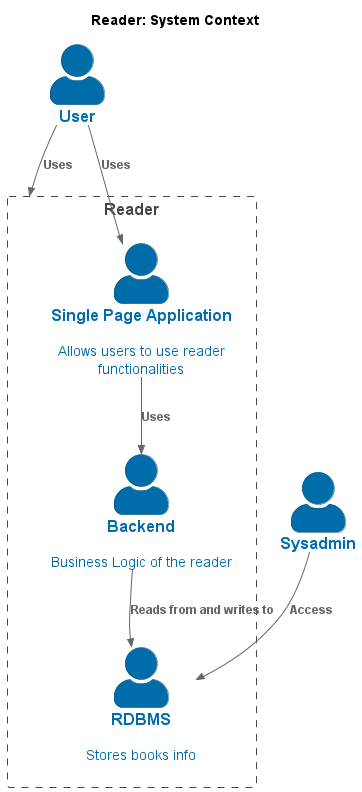 Reader: System Context
User
Uses
Uses
Reader
Single Page Application
Allows users to use reader
functionalities
Uses
Backend
Sysadmin
Business Logic of the reader
Reads from and writes to
Access
RDBMS
Stores books info